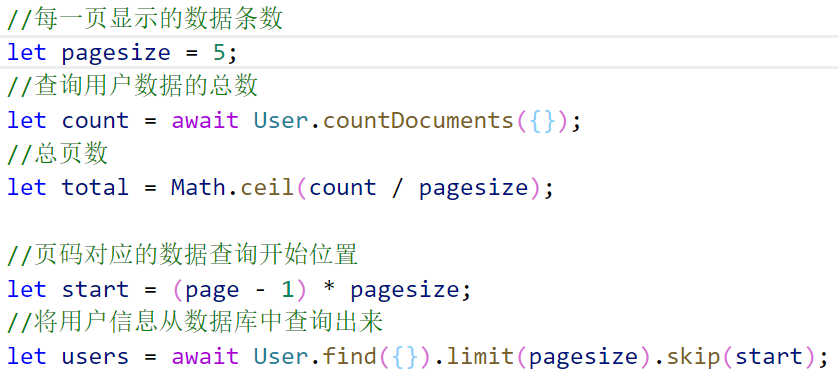 //每一页显示的数据条数
let pagesize = 5;
//查询用户数据的总数
let count = await User.countDocuments({});
//总页数
let total = Math.ceil(count / pagesize);
//页码对应的数据查询开始位置
let start = (page - 1) * pagesize;
//将用户信息从数据库中查询出来
let users = await User.find({}).limit(pagesize).skip(start);